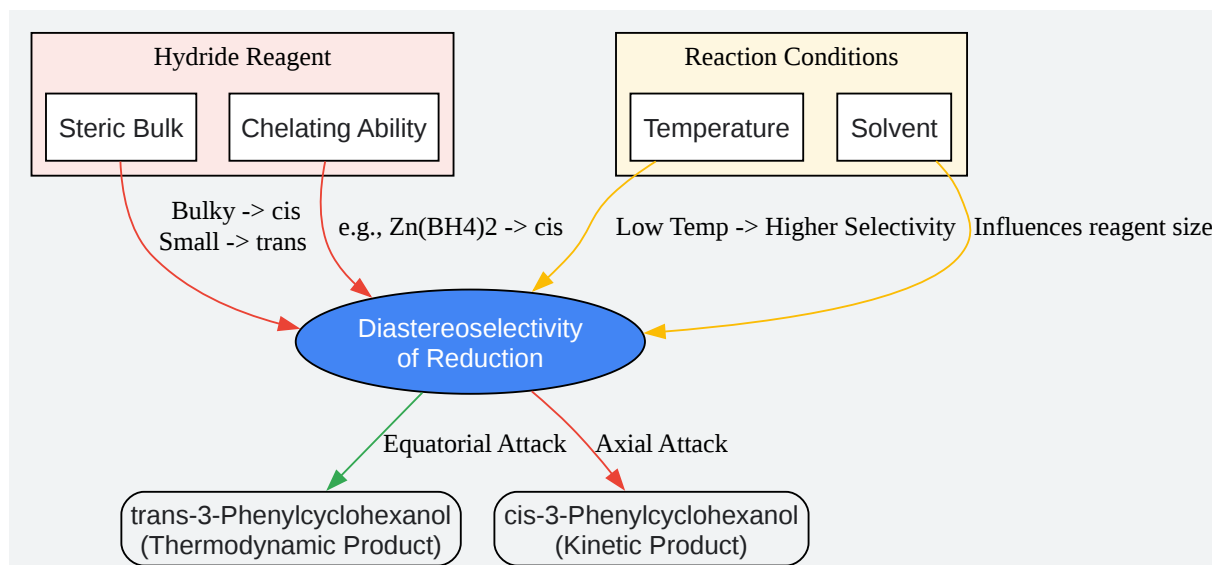 Hydride Reagent
Reaction Conditions
Steric Bulk
Chelating Ability
Temperature
Solvent
Bulky -> cis
Small -> trans
e.g., Zn(BH4)2 -> cis
Low Temp -> Higher Selectivity
Influences reagent size
Diastereoselectivity
of Reduction
Equatorial Attack
Axial Attack
trans-3-Phenylcyclohexanol
(Thermodynamic Product)
cis-3-Phenylcyclohexanol
(Kinetic Product)